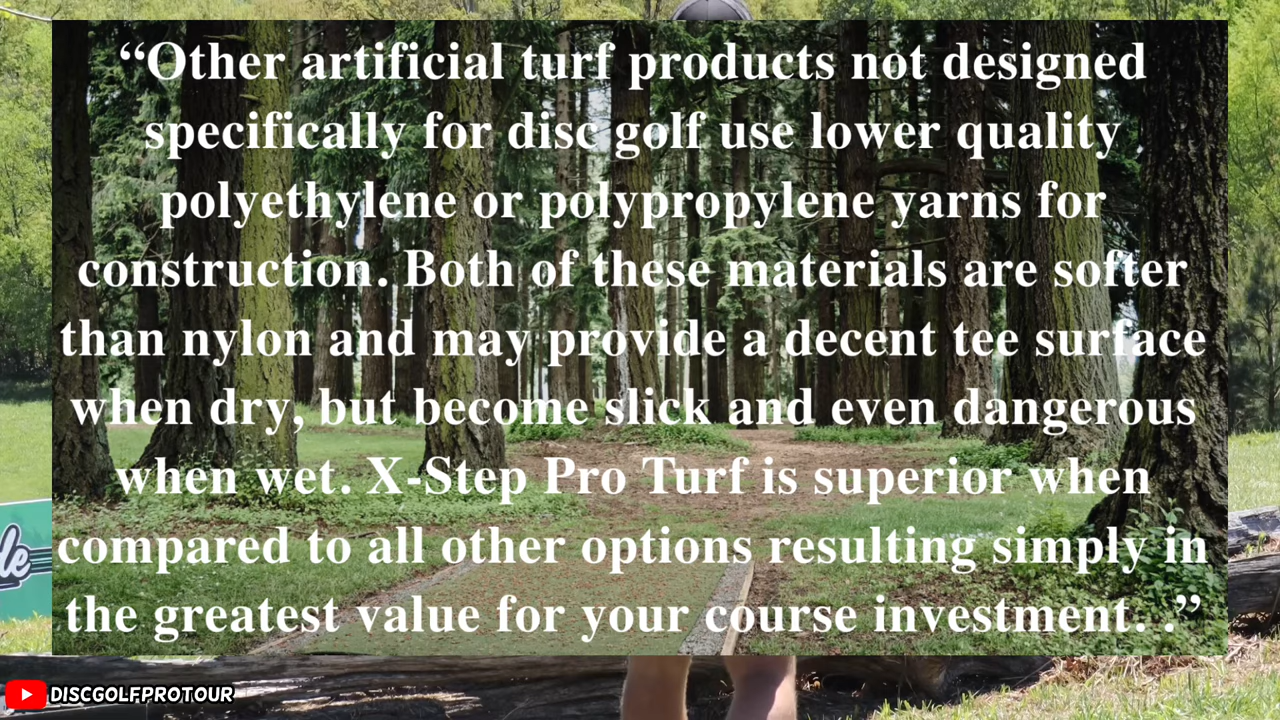 “Other artificial turf products not designed
specifically for disc golf use lower quality
polyethylene or polypropylene yarns for
construction. Both of these materials are softer
than nylon and may provide a decent tee surface
when dry, but become slick and even dangerous
when wet. X-Step Pro Turf is superior when
compared to all other options resulting simply in
the greatest value for your course investment. .”
le
DISCGOLFPROTOUR